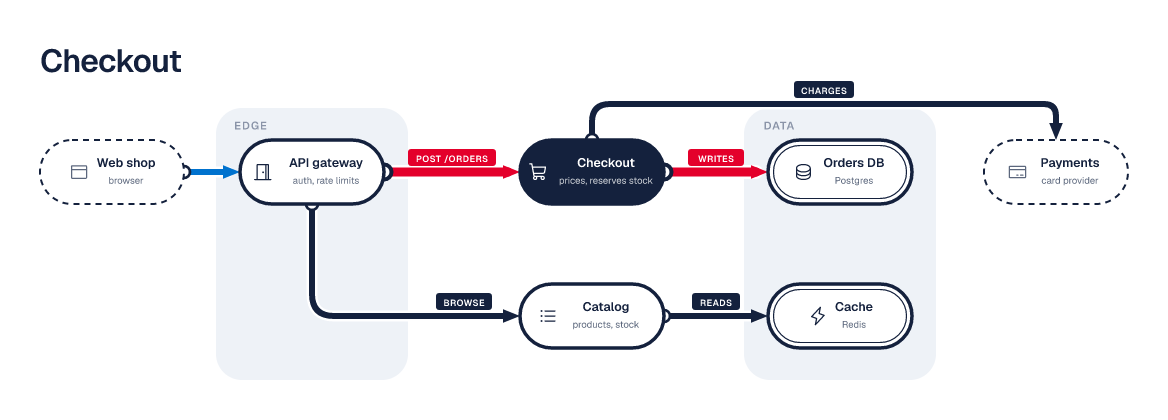 Checkout
CHARGES
EDGE
DATA
Web shop
browser
API gateway
auth, rate limits
POST /ORDERS
Checkout
prices, reserves stock
WRITES
Orders DB
Postgres
Payments
card provider
BROWSE
Catalog
products, stock
READS
Cache
Redis